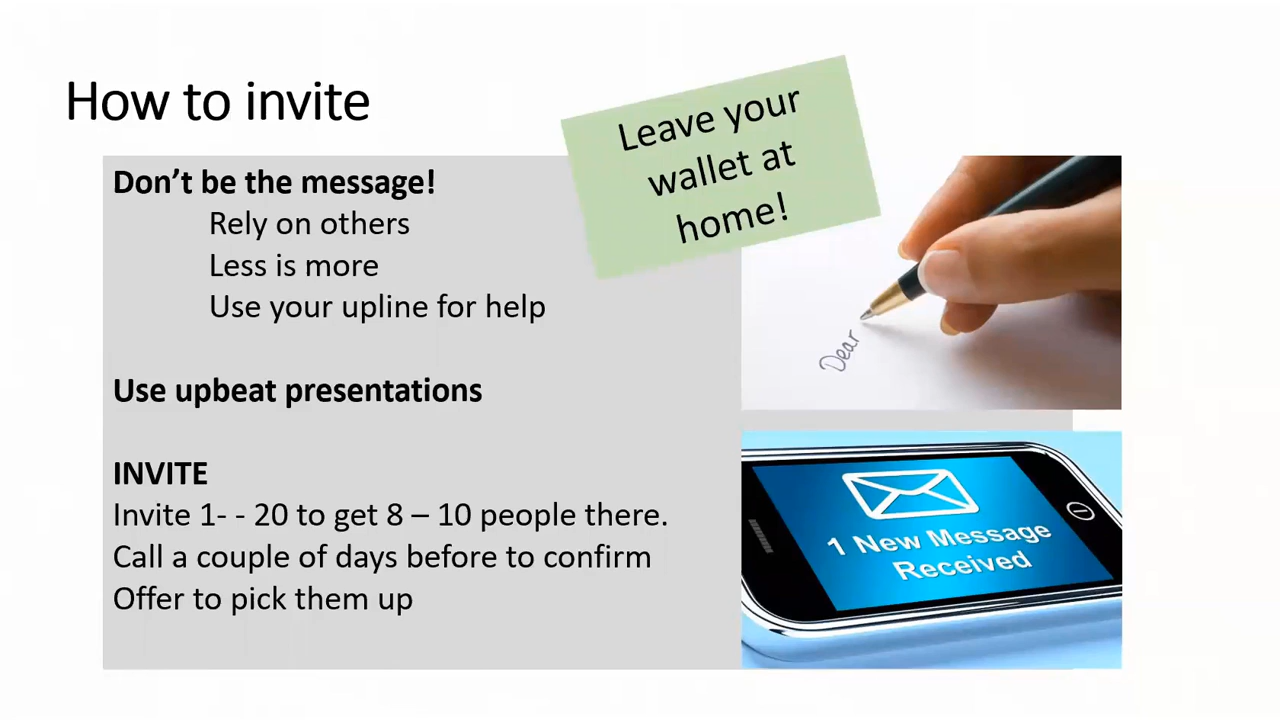 How to invite
Leave your
wallet at
home!
Don’t be the message!
Rely on others
Less is more
Use your upline for help
Use upbeat presentations
INVITE
Invite 1- - 20 to get 8 – 10 people there.
Call a couple of days before to confirm
Offer to pick them up
Dear
1 New Message
Received